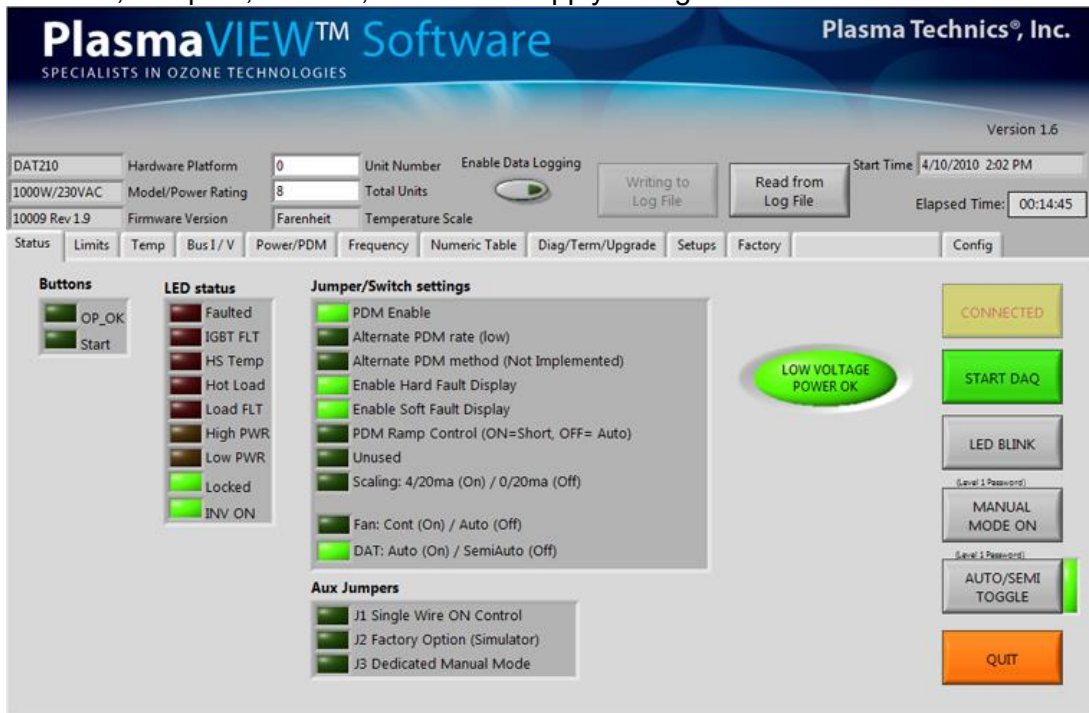 PlasmaVIEW™ Software
Plasma Technics®, Inc.
SPECIALISTS IN OZONE TECHNOLOGIES
Version 1.6
DAT210 Hardware Platform 0 Unit Number Enable Data Logging
Writing to Log File
Read from Log File
Start Time 4/10/2010 2:02 PM
1000W/230VAC Model/Power Rating 8 Total Units
Elapsed Time: 00:14:45
10009 Rev 1.9 Firmware Version Farenheit Temperature Scale
Status Limits Temp Bus I / V Power/PDM Frequency Numeric Table Diag/Term/Upgrade Setups Factory Config
Buttons
OP_OK
Start
LED status
Faulted
IGBT FLT
HS Temp
Hot Load
Load FLT
High PWR
Low PWR
Locked
INV ON
Jumper/Switch settings
PDM Enable
Alternate PDM rate (low)
Alternate PDM method (Not Implemented)
Enable Hard Fault Display
Enable Soft Fault Display
PDM Ramp Control (ON=Short, OFF= Auto)
Unused
Scaling: 4/20ma (On) / 0/20ma (Off)
Fan: Cont (On) / Auto (Off)
DAT: Auto (On) / SemiAuto (Off)
Aux Jumpers
J1 Single Wire ON Control
J2 Factory Option (Simulator)
J3 Dedicated Manual Mode
LOW VOLTAGE
POWER OK
CONNECTED
START DAQ
LED BLINK
(Level 1 Password)
MANUAL
MODE ON
(Level 1 Password)
AUTO/SEMI
TOGGLE
QUIT